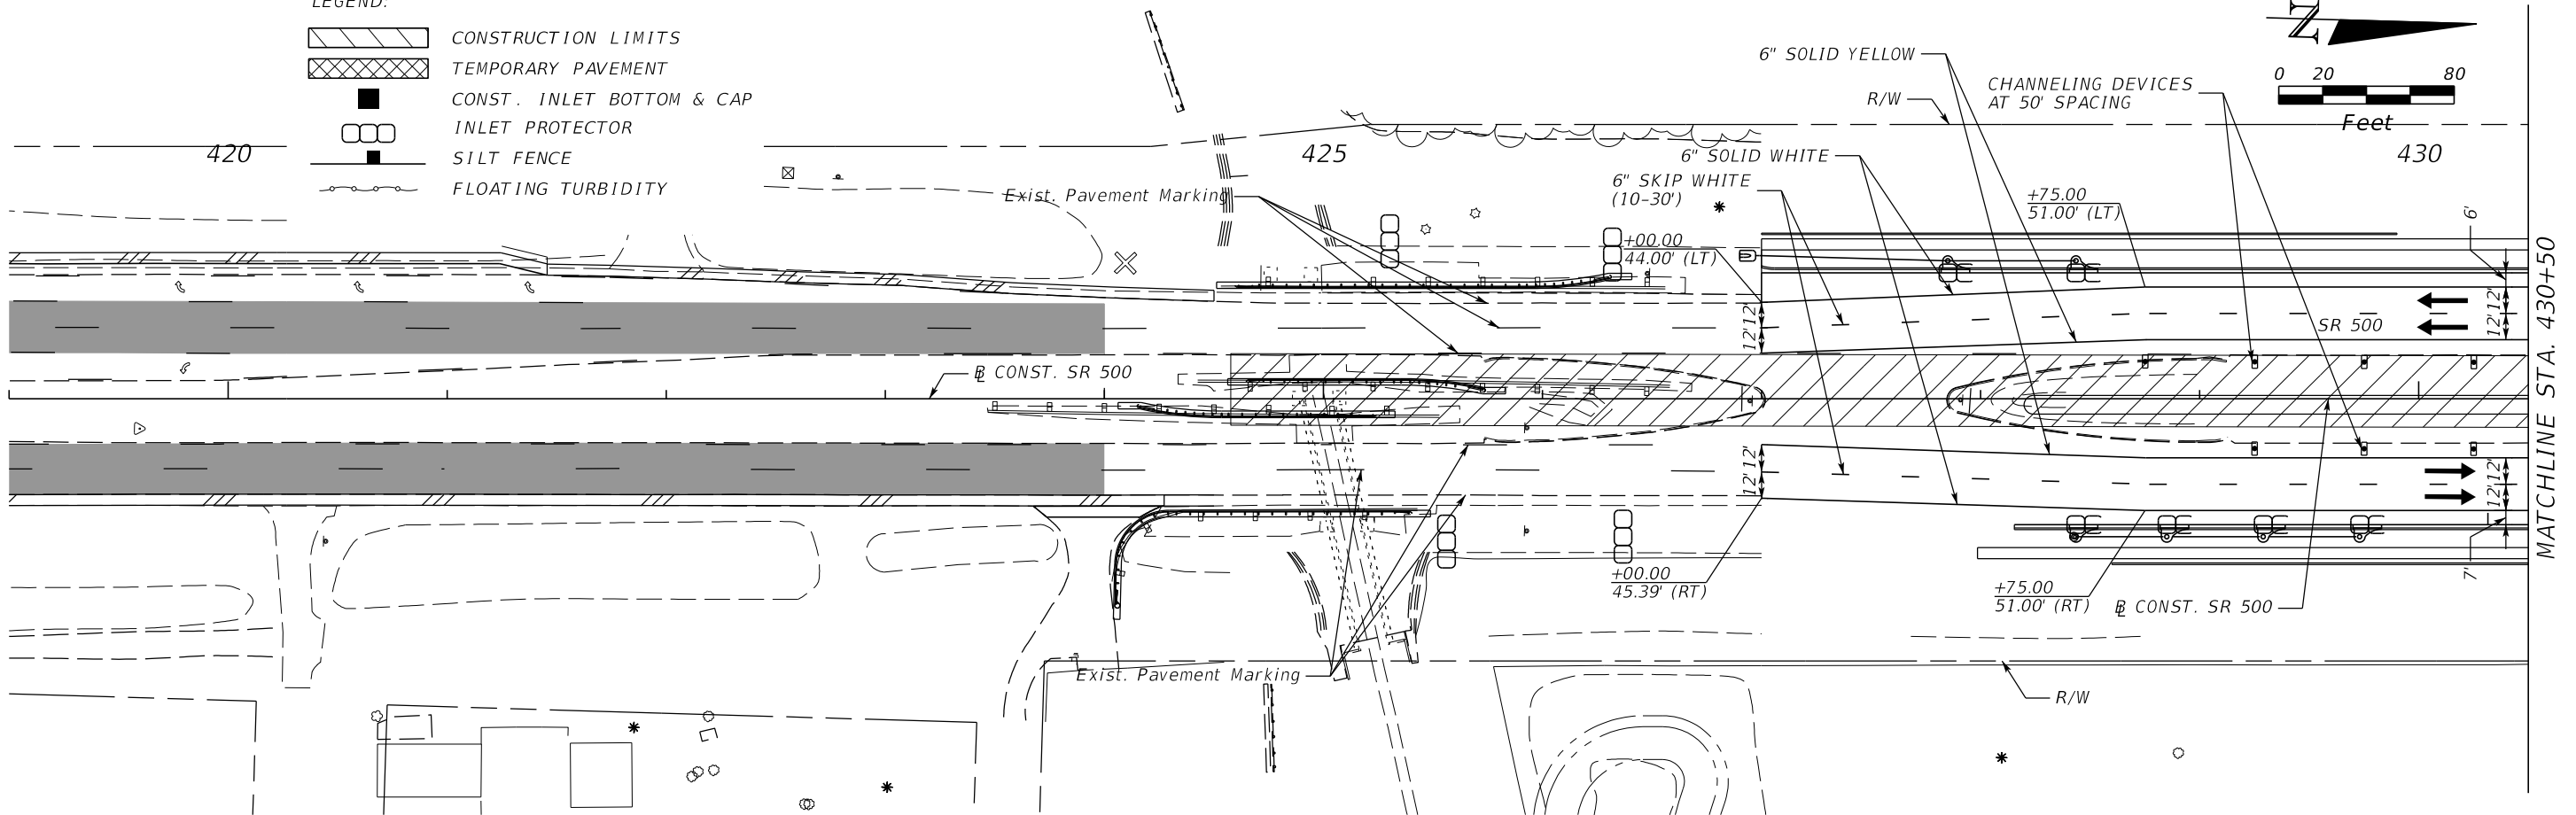 LEGEND:
CONSTRUCTION LIMITS
TEMPORARY PAVEMENT
CONST. INLET BOTTOM & CAP
INLET PROTECTOR
SILT FENCE
FLOATING TURBIDITY
N
0 20 80
Feet
420
425
430
6" SOLID YELLOW
R/W
CHANNELING DEVICES
AT 50' SPACING
6" SOLID WHITE
6" SKIP WHITE
(10-30')
Exist. Pavement Marking
+00.00
44.00' (LT)
+75.00
51.00' (LT)
6'
12' 12'
12' 12'
SR 500
℄ CONST. SR 500
12' 12'
12' 12'
+00.00
45.39' (RT)
+75.00
51.00' (RT)
7'
℄ CONST. SR 500
Exist. Pavement Marking
R/W
MATCHLINE STA. 430+50